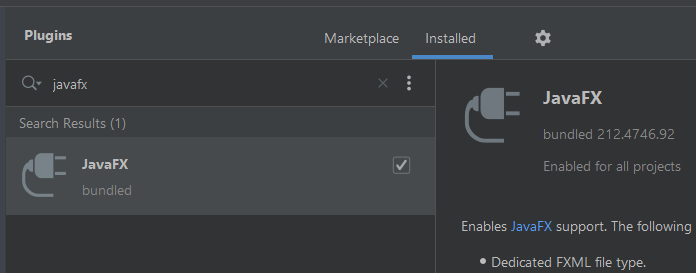 Plugins
Marketplace
Installed
javafx
Search Results (1)
JavaFX
bundled
JavaFX
bundled 212.4746.92
Enabled for all projects
Enables JavaFX support. The following
Dedicated FXML file type.